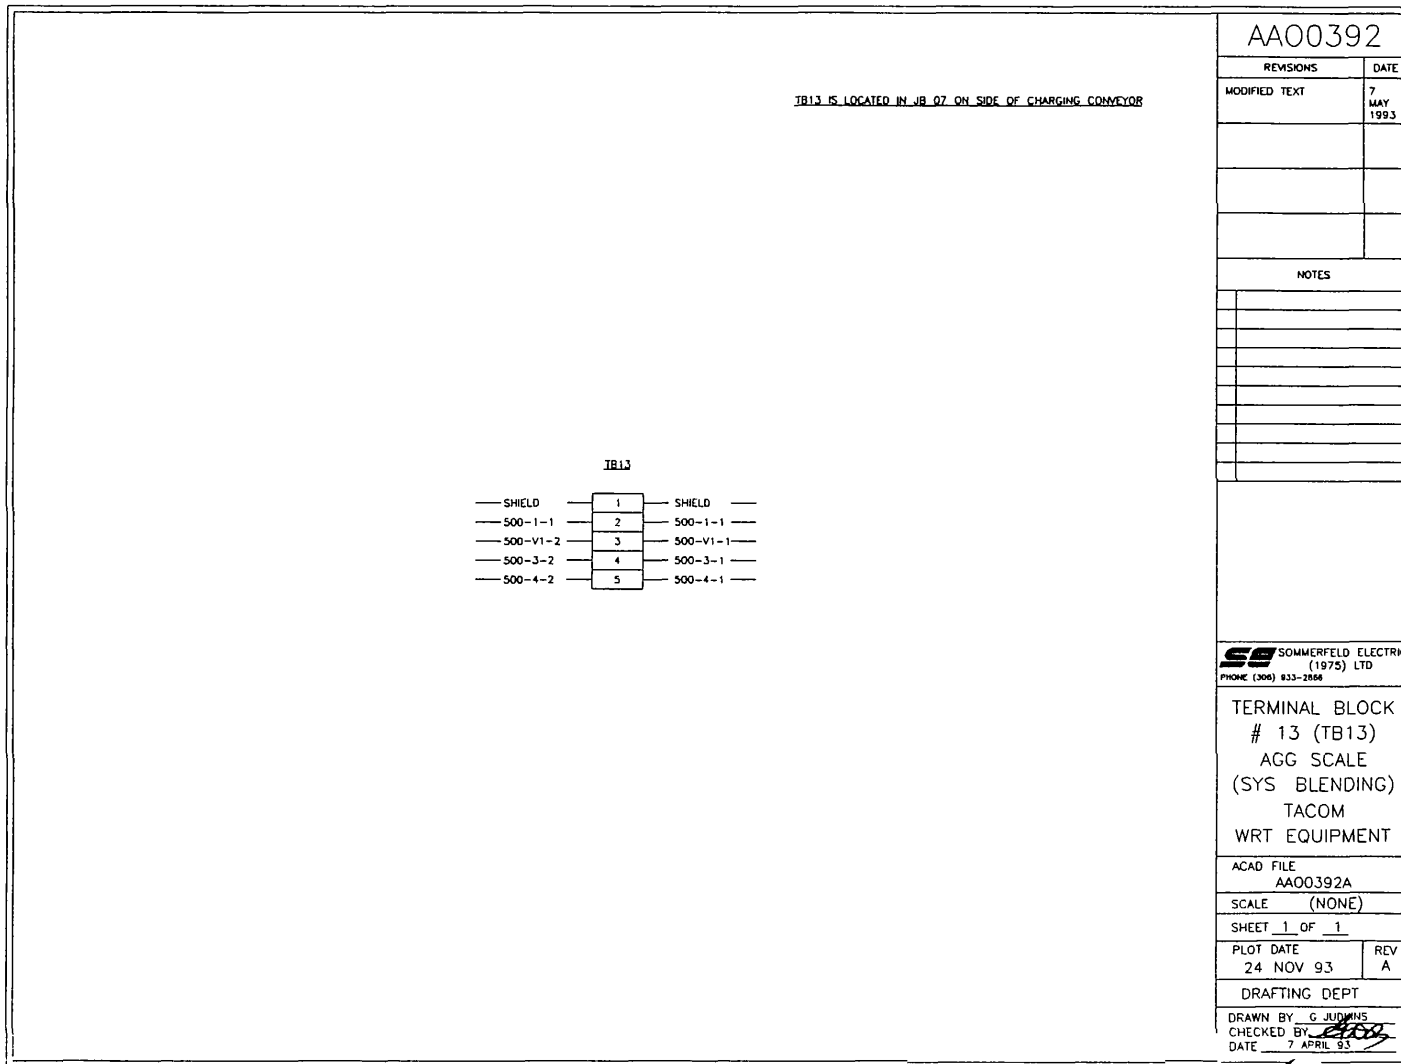 TB13 IS LOCATED IN JB 07 ON SIDE OF CHARGING CONVEYOR
TB13
SHIELD 1 SHIELD
500-1-1 2 500-1-1
500-V1-2 3 500-V1-1
500-3-2 4 500-3-1
500-4-2 5 500-4-1
AA00392
REVISIONS DATE
MODIFIED TEXT 7 MAY 1993
NOTES
SOMMERFELD ELECTRI
(1975) LTD
PHONE (306) 933-2866
TERMINAL BLOCK
# 13 (TB13)
AGG SCALE
(SYS BLENDING)
TACOM
WRT EQUIPMENT
ACAD FILE
AA00392A
SCALE (NONE)
SHEET 1 OF 1
PLOT DATE REV
24 NOV 93 A
DRAFTING DEPT
DRAWN BY G JUDKINS
CHECKED BY
DATE 7 APRIL 93